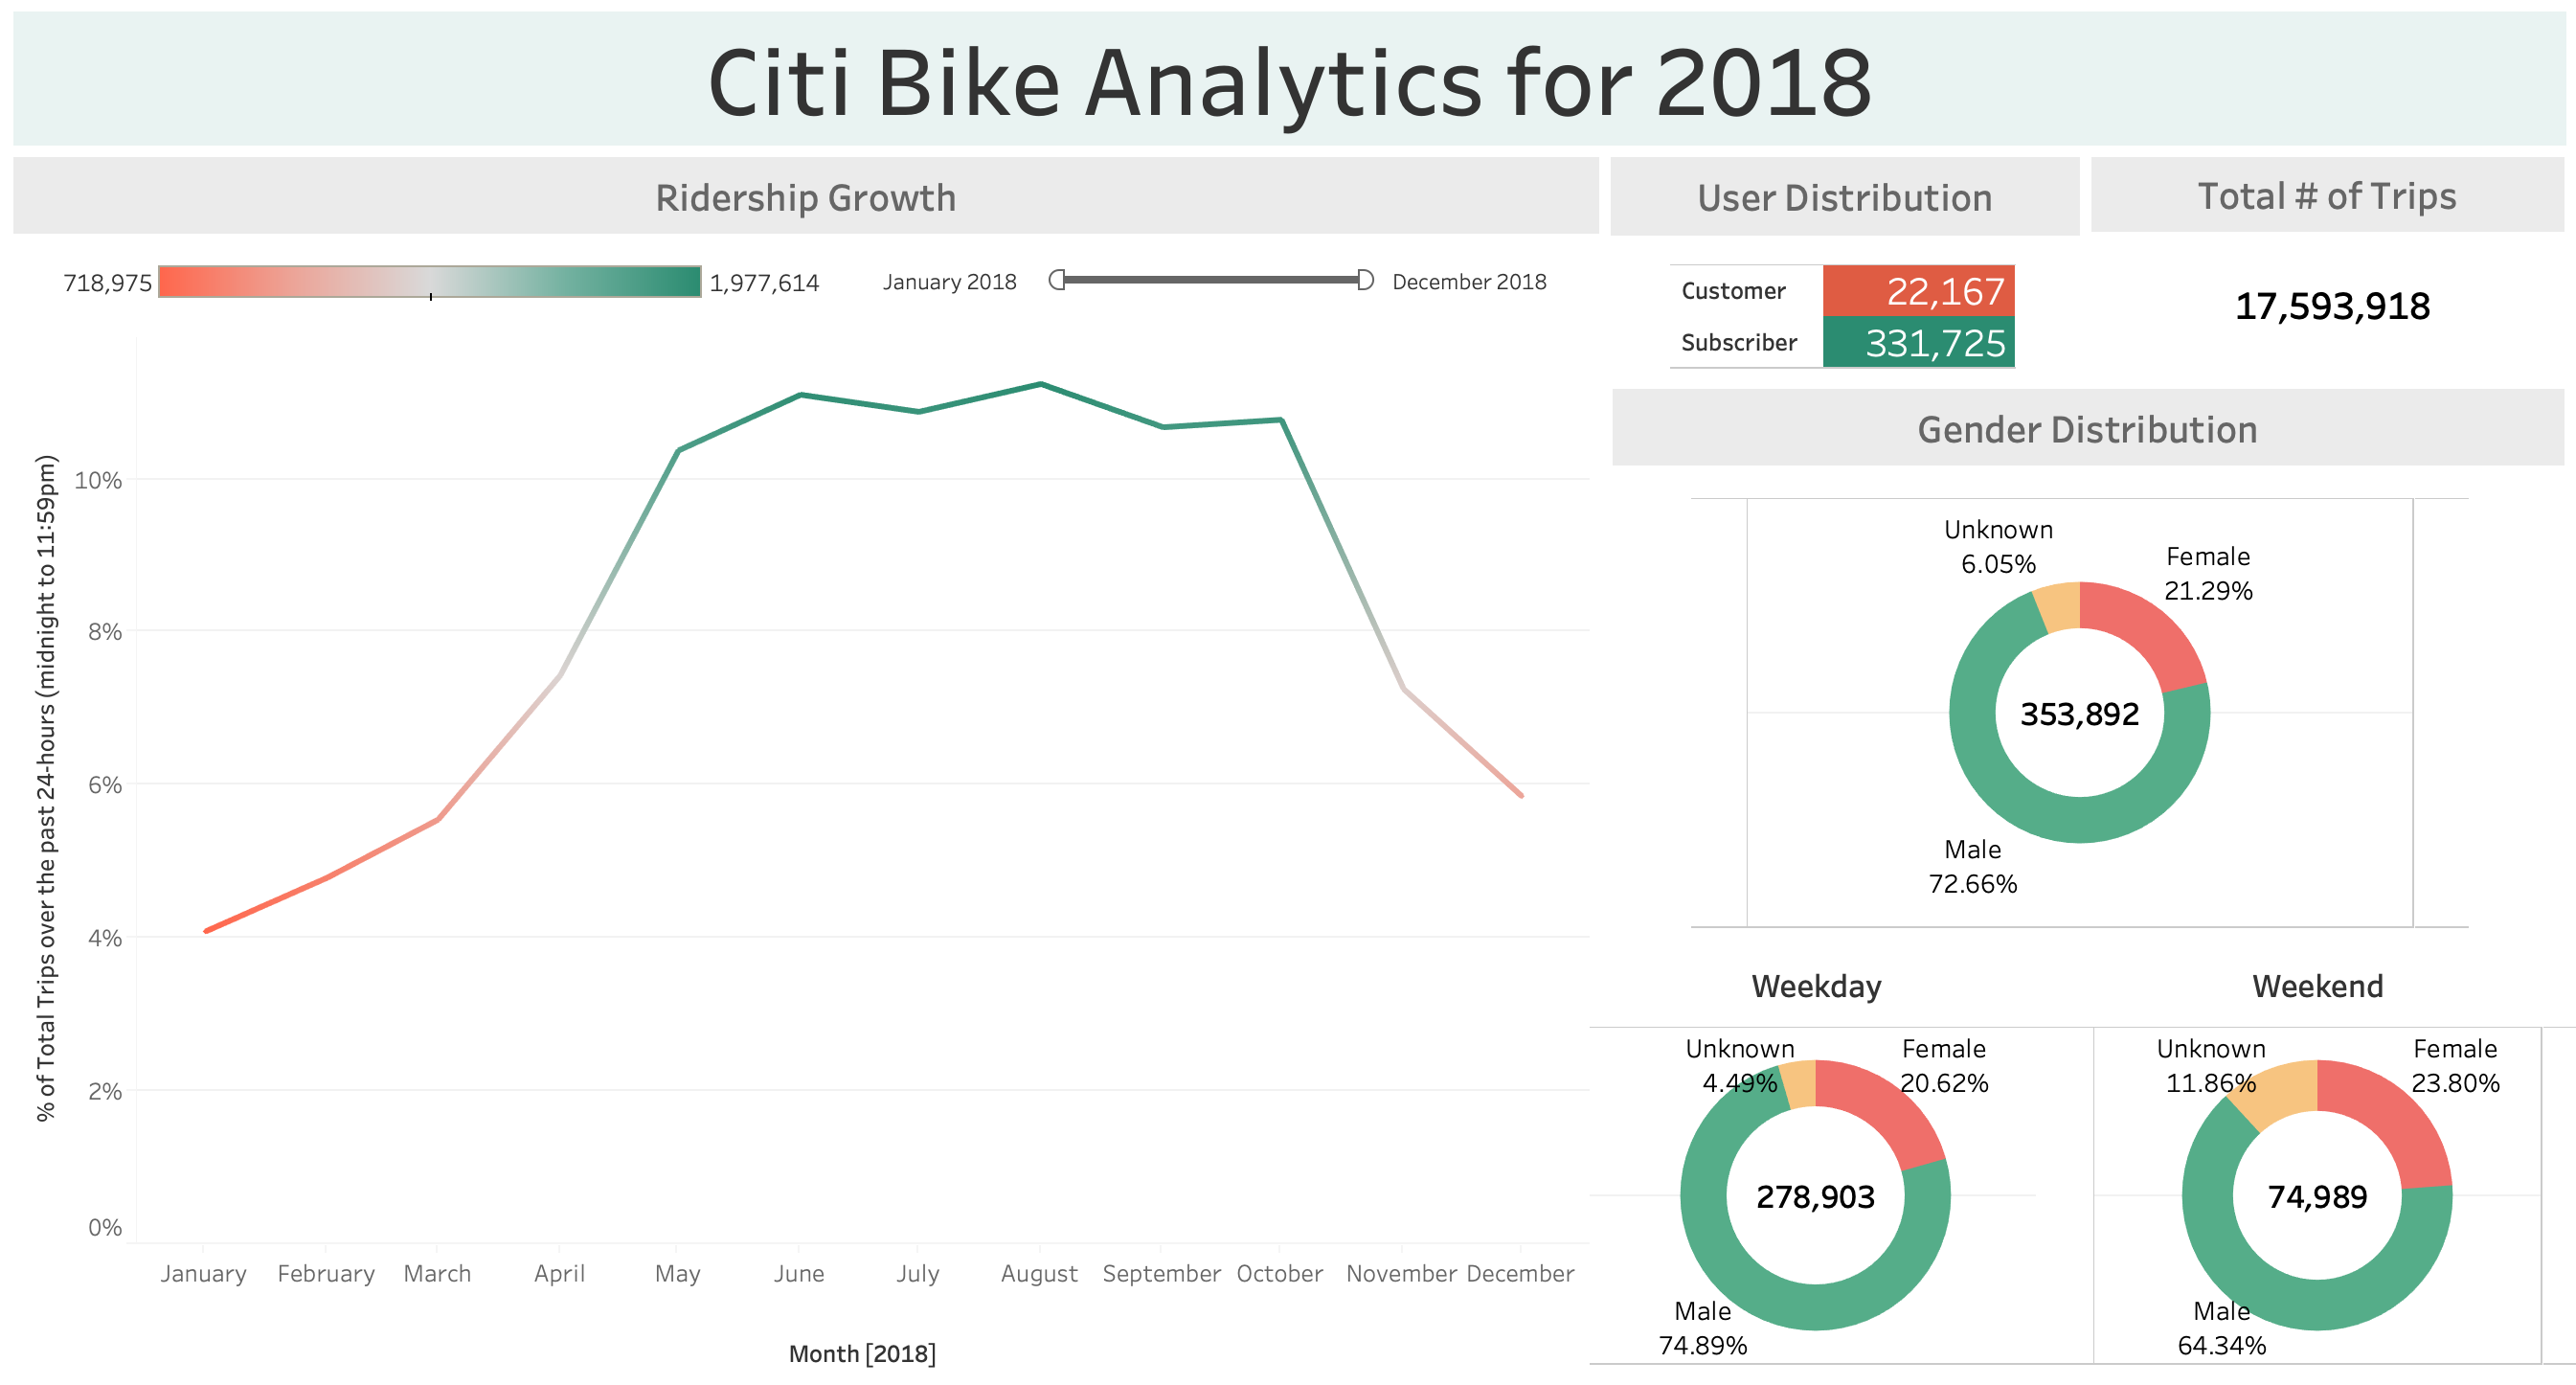 Citi Bike Analytics for 2018
Ridership Growth
718,975
1,977,614
January 2018
December 2018
% of Total Trips over the past 24-hours (midnight to 11:59pm)
10%
8%
6%
4%
2%
0%
January February March April May June July August September October November December
Month [2018]
User Distribution
Customer 22,167
Subscriber 331,725
Total # of Trips
17,593,918
Gender Distribution
Unknown
6.05%
Female
21.29%
353,892
Male
72.66%
Weekday
Unknown
4.49%
Female
20.62%
278,903
Male
74.89%
Weekend
Unknown
11.86%
Female
23.80%
74,989
Male
64.34%